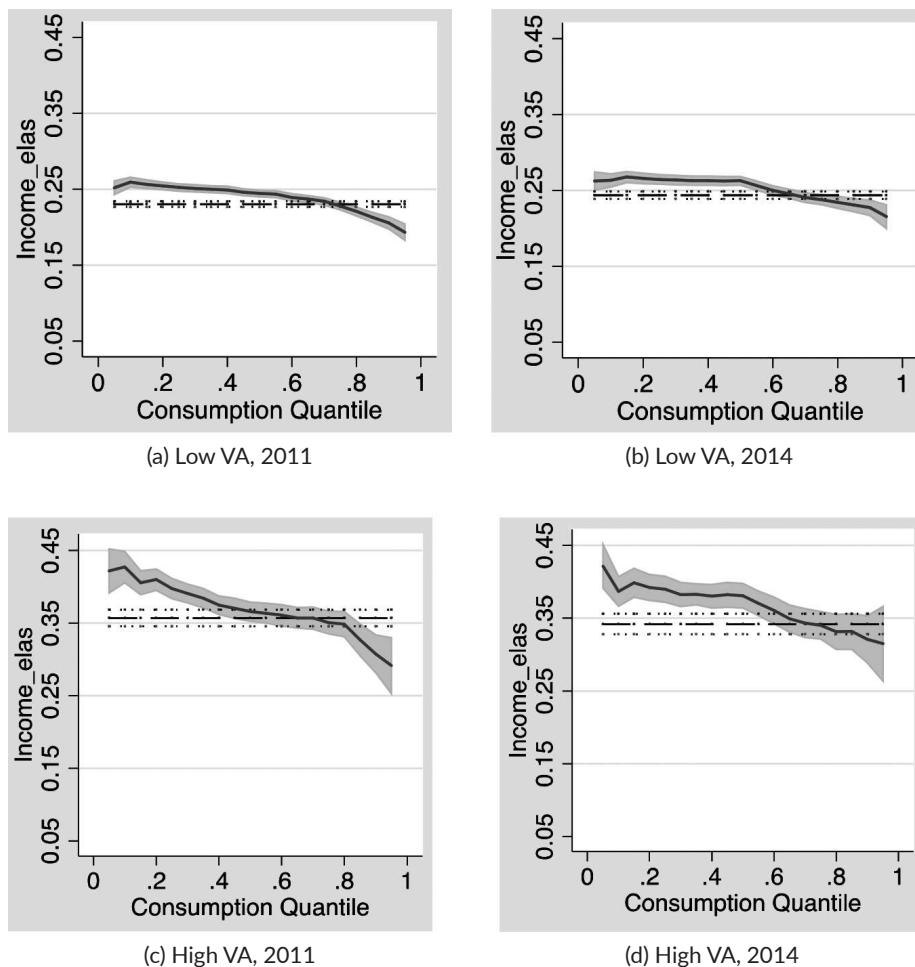 Income_elas
0.05 0.15 0.25 0.35 0.45
0 .2 .4 .6 .8 1
Consumption Quantile
(a) Low VA, 2011
Income_elas
0.05 0.15 0.25 0.35 0.45
0 .2 .4 .6 .8 1
Consumption Quantile
(b) Low VA, 2014
Income_elas
0.05 0.15 0.25 0.35 0.45
0 .2 .4 .6 .8 1
Consumption Quantile
(c) High VA, 2011
Income_elas
0.05 0.15 0.25 0.35 0.45
0 .2 .4 .6 .8 1
Consumption Quantile
(d) High VA, 2014